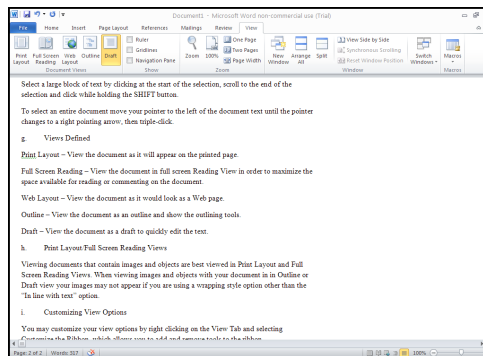 Document1 - Microsoft Word non-commercial use (Trial)
File Home Insert Page Layout References Mailings Review View
Print Layout Full Screen Reading Web Layout Outline Draft
Document Views
Ruler
Gridlines
Navigation Pane
Show
Zoom 100% One Page
Two Pages
Page Width
Zoom
New Window Arrange All Split
View Side by Side
Synchronous Scrolling
Reset Window Position
Window
Switch Windows
Macros
Macros
Select a large block of text by clicking at the start of the selection, scroll to the end of the
selection and click while holding the SHIFT button.
To select an entire document move your pointer to the left of the document text until the pointer
changes to a right pointing arrow, then triple-click.
g. Views Defined
Print Layout – View the document as it will appear on the printed page.
Full Screen Reading – View the document in full screen Reading View in order to maximize the
space available for reading or commenting on the document.
Web Layout – View the document as it would look as a Web page.
Outline – View the document as an outline and show the outlining tools.
Draft – View the document as a draft to quickly edit the text.
h. Print Layout/Full Screen Reading Views
Viewing documents that contain images and objects are best viewed in Print Layout and Full
Screen Reading Views. When viewing images and objects with your document in in Outline or
Draft view your images may not appear if you are using a wrapping style option other than the
"In line with text" option.
i. Customizing View Options
You may customize your view options by right clicking on the View Tab and selecting
Customize the Ribbon, which allows you to add and remove tools to the ribbon
Page: 2 of 2 Words: 317 100%